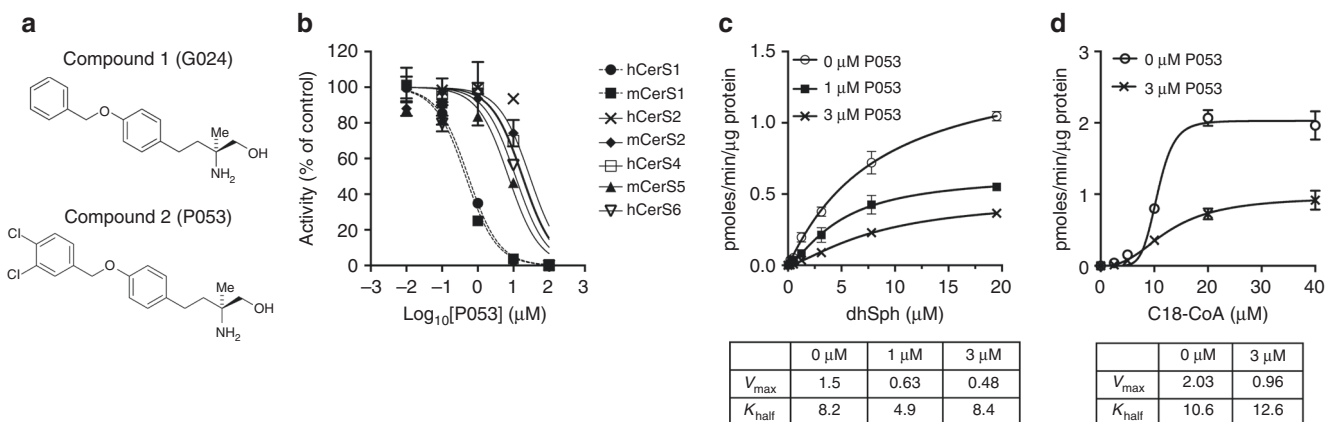 a
Compound 1 (G024)
O
Me
OH
NH2
Compound 2 (P053)
Cl
Cl
O
Me
OH
NH2
b
120
100
80
60
40
20
0
Activity (% of control)
−3 −2 −1 0 1 2 3
Log10[P053] (μM)
hCerS1
mCerS1
hCerS2
mCerS2
hCerS4
mCerS5
hCerS6
c
1.5
1.0
0.5
0.0
pmoles/min/μg protein
0 μM P053
1 μM P053
3 μM P053
0 5 10 15 20
dhSph (μM)
0 μM 1 μM 3 μM
Vmax 1.5 0.63 0.48
Khalf 8.2 4.9 8.4
d
3
2
1
0
pmoles/min/μg protein
0 μM P053
3 μM P053
0 10 20 30 40
C18-CoA (μM)
0 μM 3 μM
Vmax 2.03 0.96
Khalf 10.6 12.6